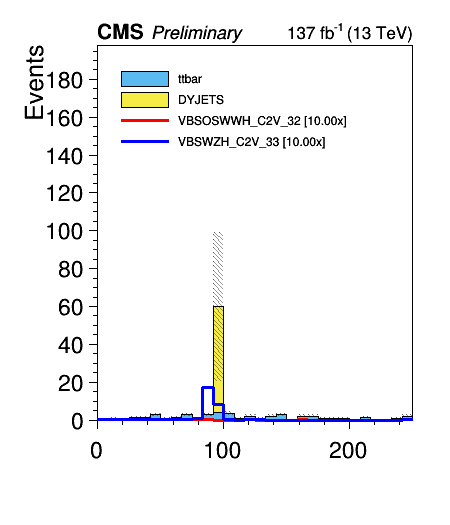 CMS Preliminary 137 fb⁻¹ (13 TeV)
Events
ttbar
DYJETS
VBSOSWWH_C2V_32 [10.00x]
VBSWZH_C2V_33 [10.00x]
180
160
140
120
100
80
60
40
20
0
0 100 200